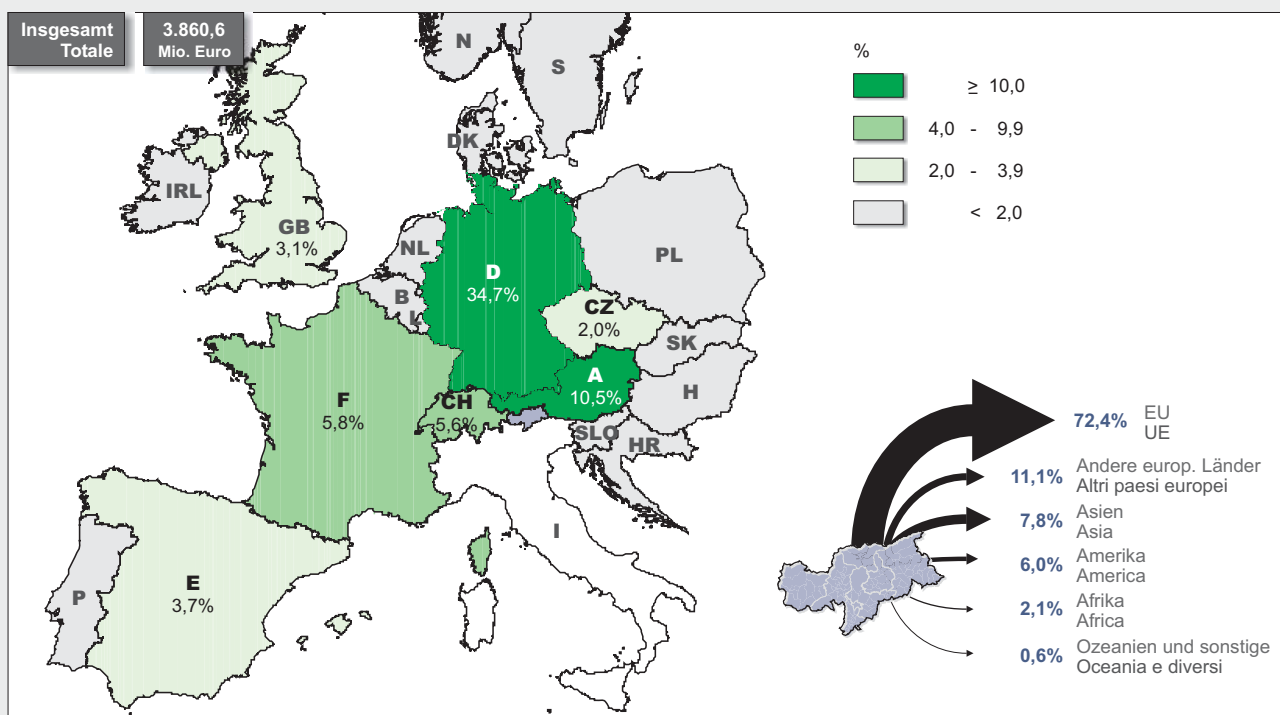 Insgesamt
Totale
3.860,6
Mio. Euro
%
≥ 10,0
4,0 - 9,9
2,0 - 3,9
< 2,0
N
S
DK
IRL
GB
3,1%
NL
B
L
D
34,7%
PL
CZ
2,0%
SK
A
10,5%
H
F
5,8%
CH
5,6%
SLO
HR
I
P
E
3,7%
72,4% EU
UE
11,1% Andere europ. Länder
Altri paesi europei
7,8% Asien
Asia
6,0% Amerika
America
2,1% Afrika
Africa
0,6% Ozeanien und sonstige
Oceania e diversi